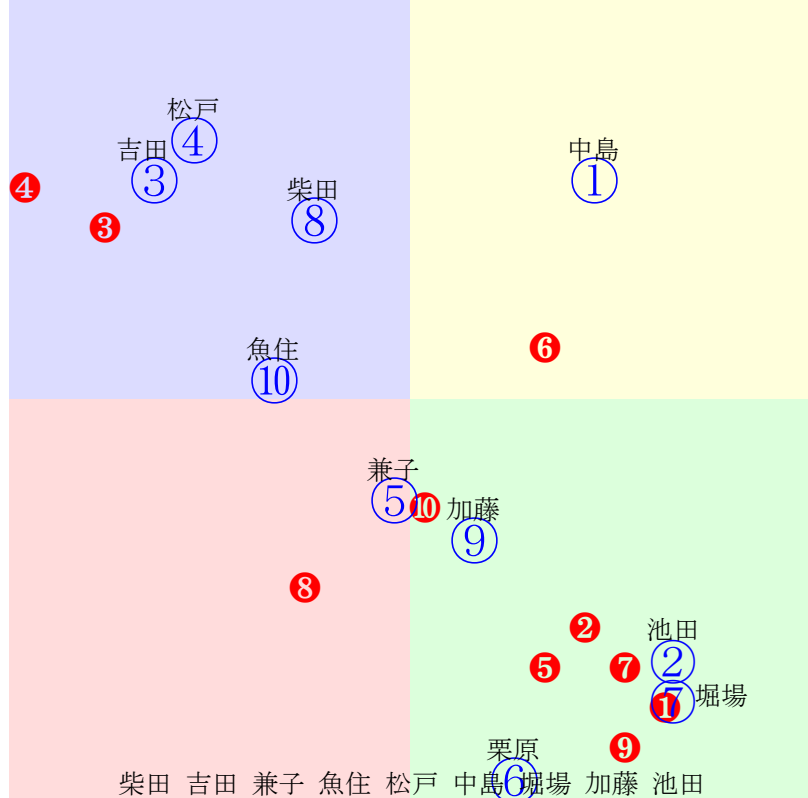 松戸
④
吉田
③
中島
①
柴田
⑧
❹
❸
❻
魚住
⑩
兼子
⑤
❿
加藤
⑨
❽
❷
池田
②
❺
❼
堀場
⑦
❶
❾
栗原
⑥
柴田 吉田 兼子 魚住 松戸 中島 堀場 加藤 池田